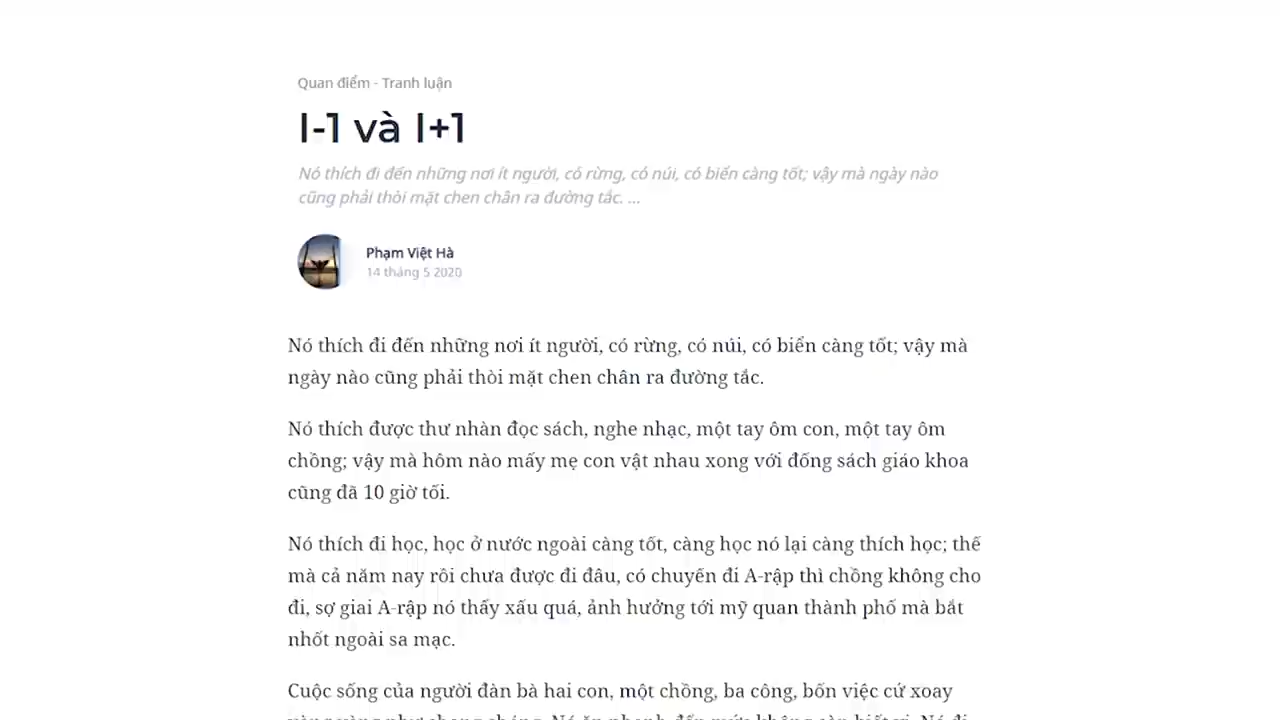 Quan điểm - Tranh luận
I-1 và I+1
Nó thích đi đến những nơi ít người, có rừng, có núi, có biển càng tốt; vậy mà ngày nào
cũng phải thòi mặt chen chân ra đường tắc. ...
Phạm Việt Hà
14 tháng 5 2020
Nó thích đi đến những nơi ít người, có rừng, có núi, có biển càng tốt; vậy mà
ngày nào cũng phải thòi mặt chen chân ra đường tắc.
Nó thích được thư nhàn đọc sách, nghe nhạc, một tay ôm con, một tay ôm
chồng; vậy mà hôm nào mấy mẹ con vật nhau xong với đống sách giáo khoa
cũng đã 10 giờ tối.
Nó thích đi học, học ở nước ngoài càng tốt, càng học nó lại càng thích học; thế
mà cả năm nay rồi chưa được đi đâu, có chuyến đi A-rập thì chồng không cho
đi, sợ giai A-rập nó thấy xấu quá, ảnh hưởng tới mỹ quan thành phố mà bắt
nhốt ngoài sa mạc.
Cuộc sống của người đàn bà hai con, một chồng, ba công, bốn việc cứ xoay